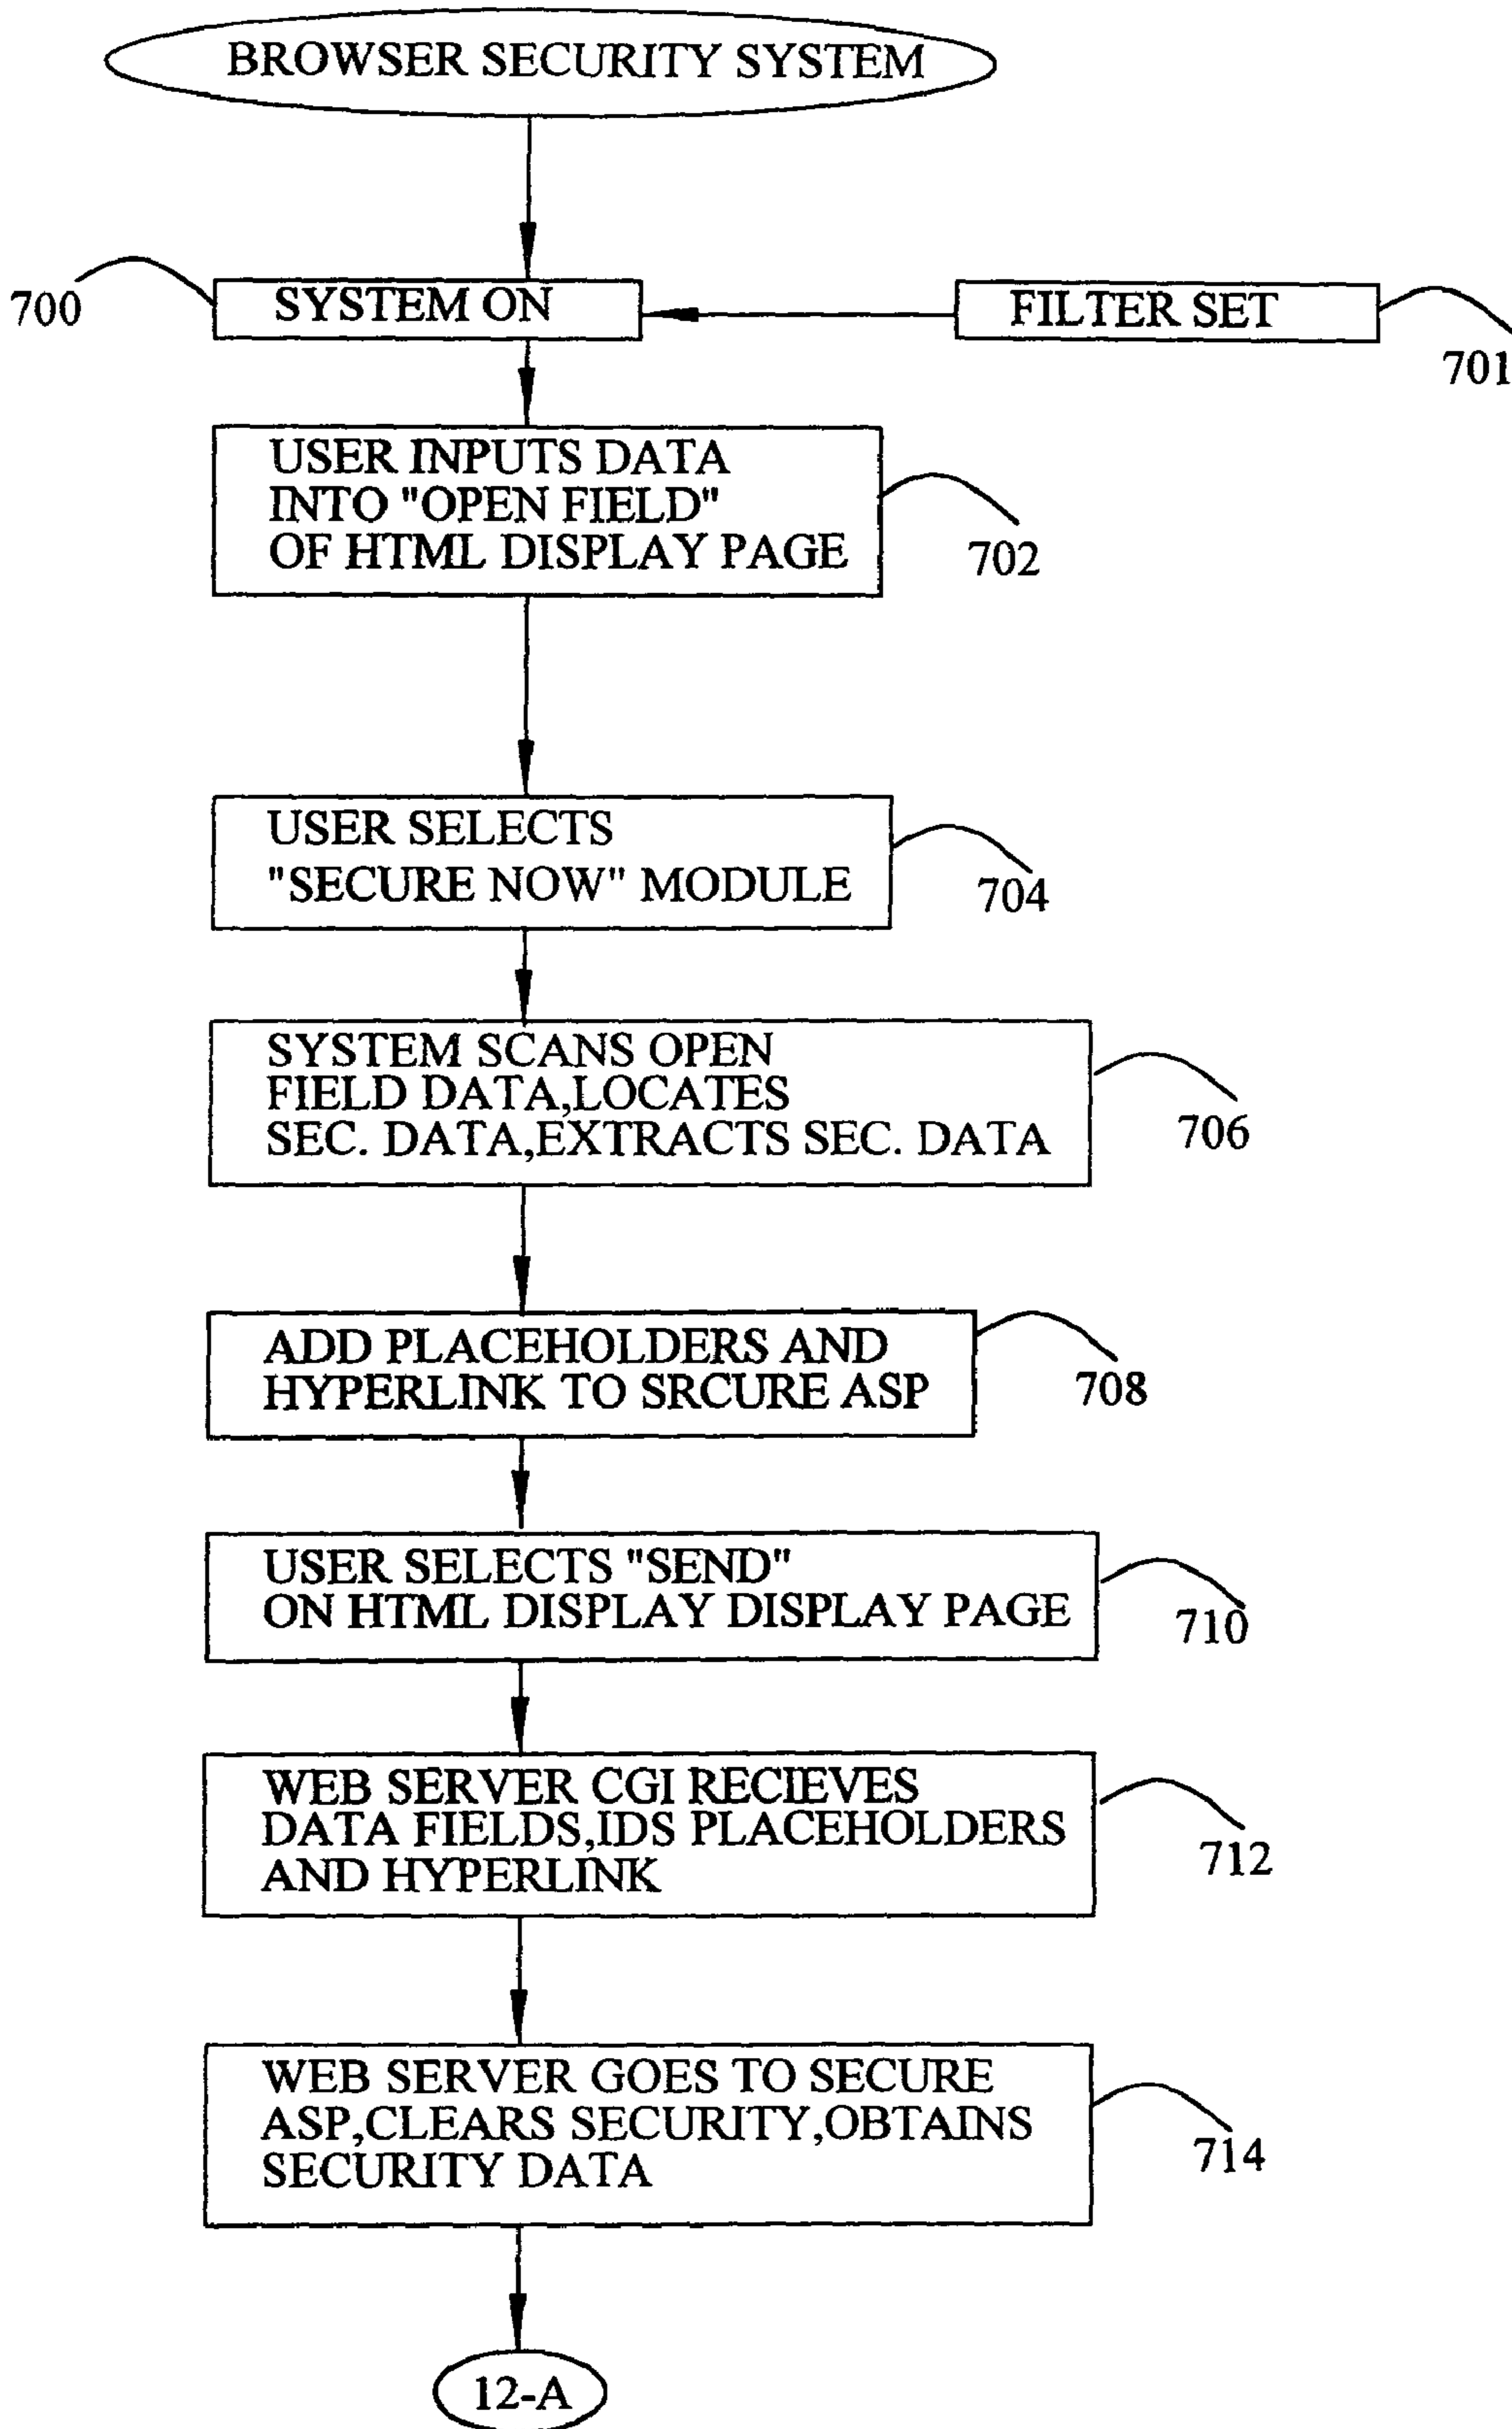 BROWSER SECURITY SYSTEM
700
SYSTEM ON
FILTER SET
701
USER INPUTS DATA
INTO "OPEN FIELD"
OF HTML DISPLAY PAGE
702
USER SELECTS
"SECURE NOW" MODULE
704
SYSTEM SCANS OPEN
FIELD DATA,LOCATES
SEC. DATA,EXTRACTS SEC. DATA
706
ADD PLACEHOLDERS AND
HYPERLINK TO SRCURE ASP
708
USER SELECTS "SEND"
ON HTML DISPLAY DISPLAY PAGE
710
WEB SERVER CGI RECIEVES
DATA FIELDS,IDS PLACEHOLDERS
AND HYPERLINK
712
WEB SERVER GOES TO SECURE
ASP,CLEARS SECURITY,OBTAINS
SECURITY DATA
714
12-A